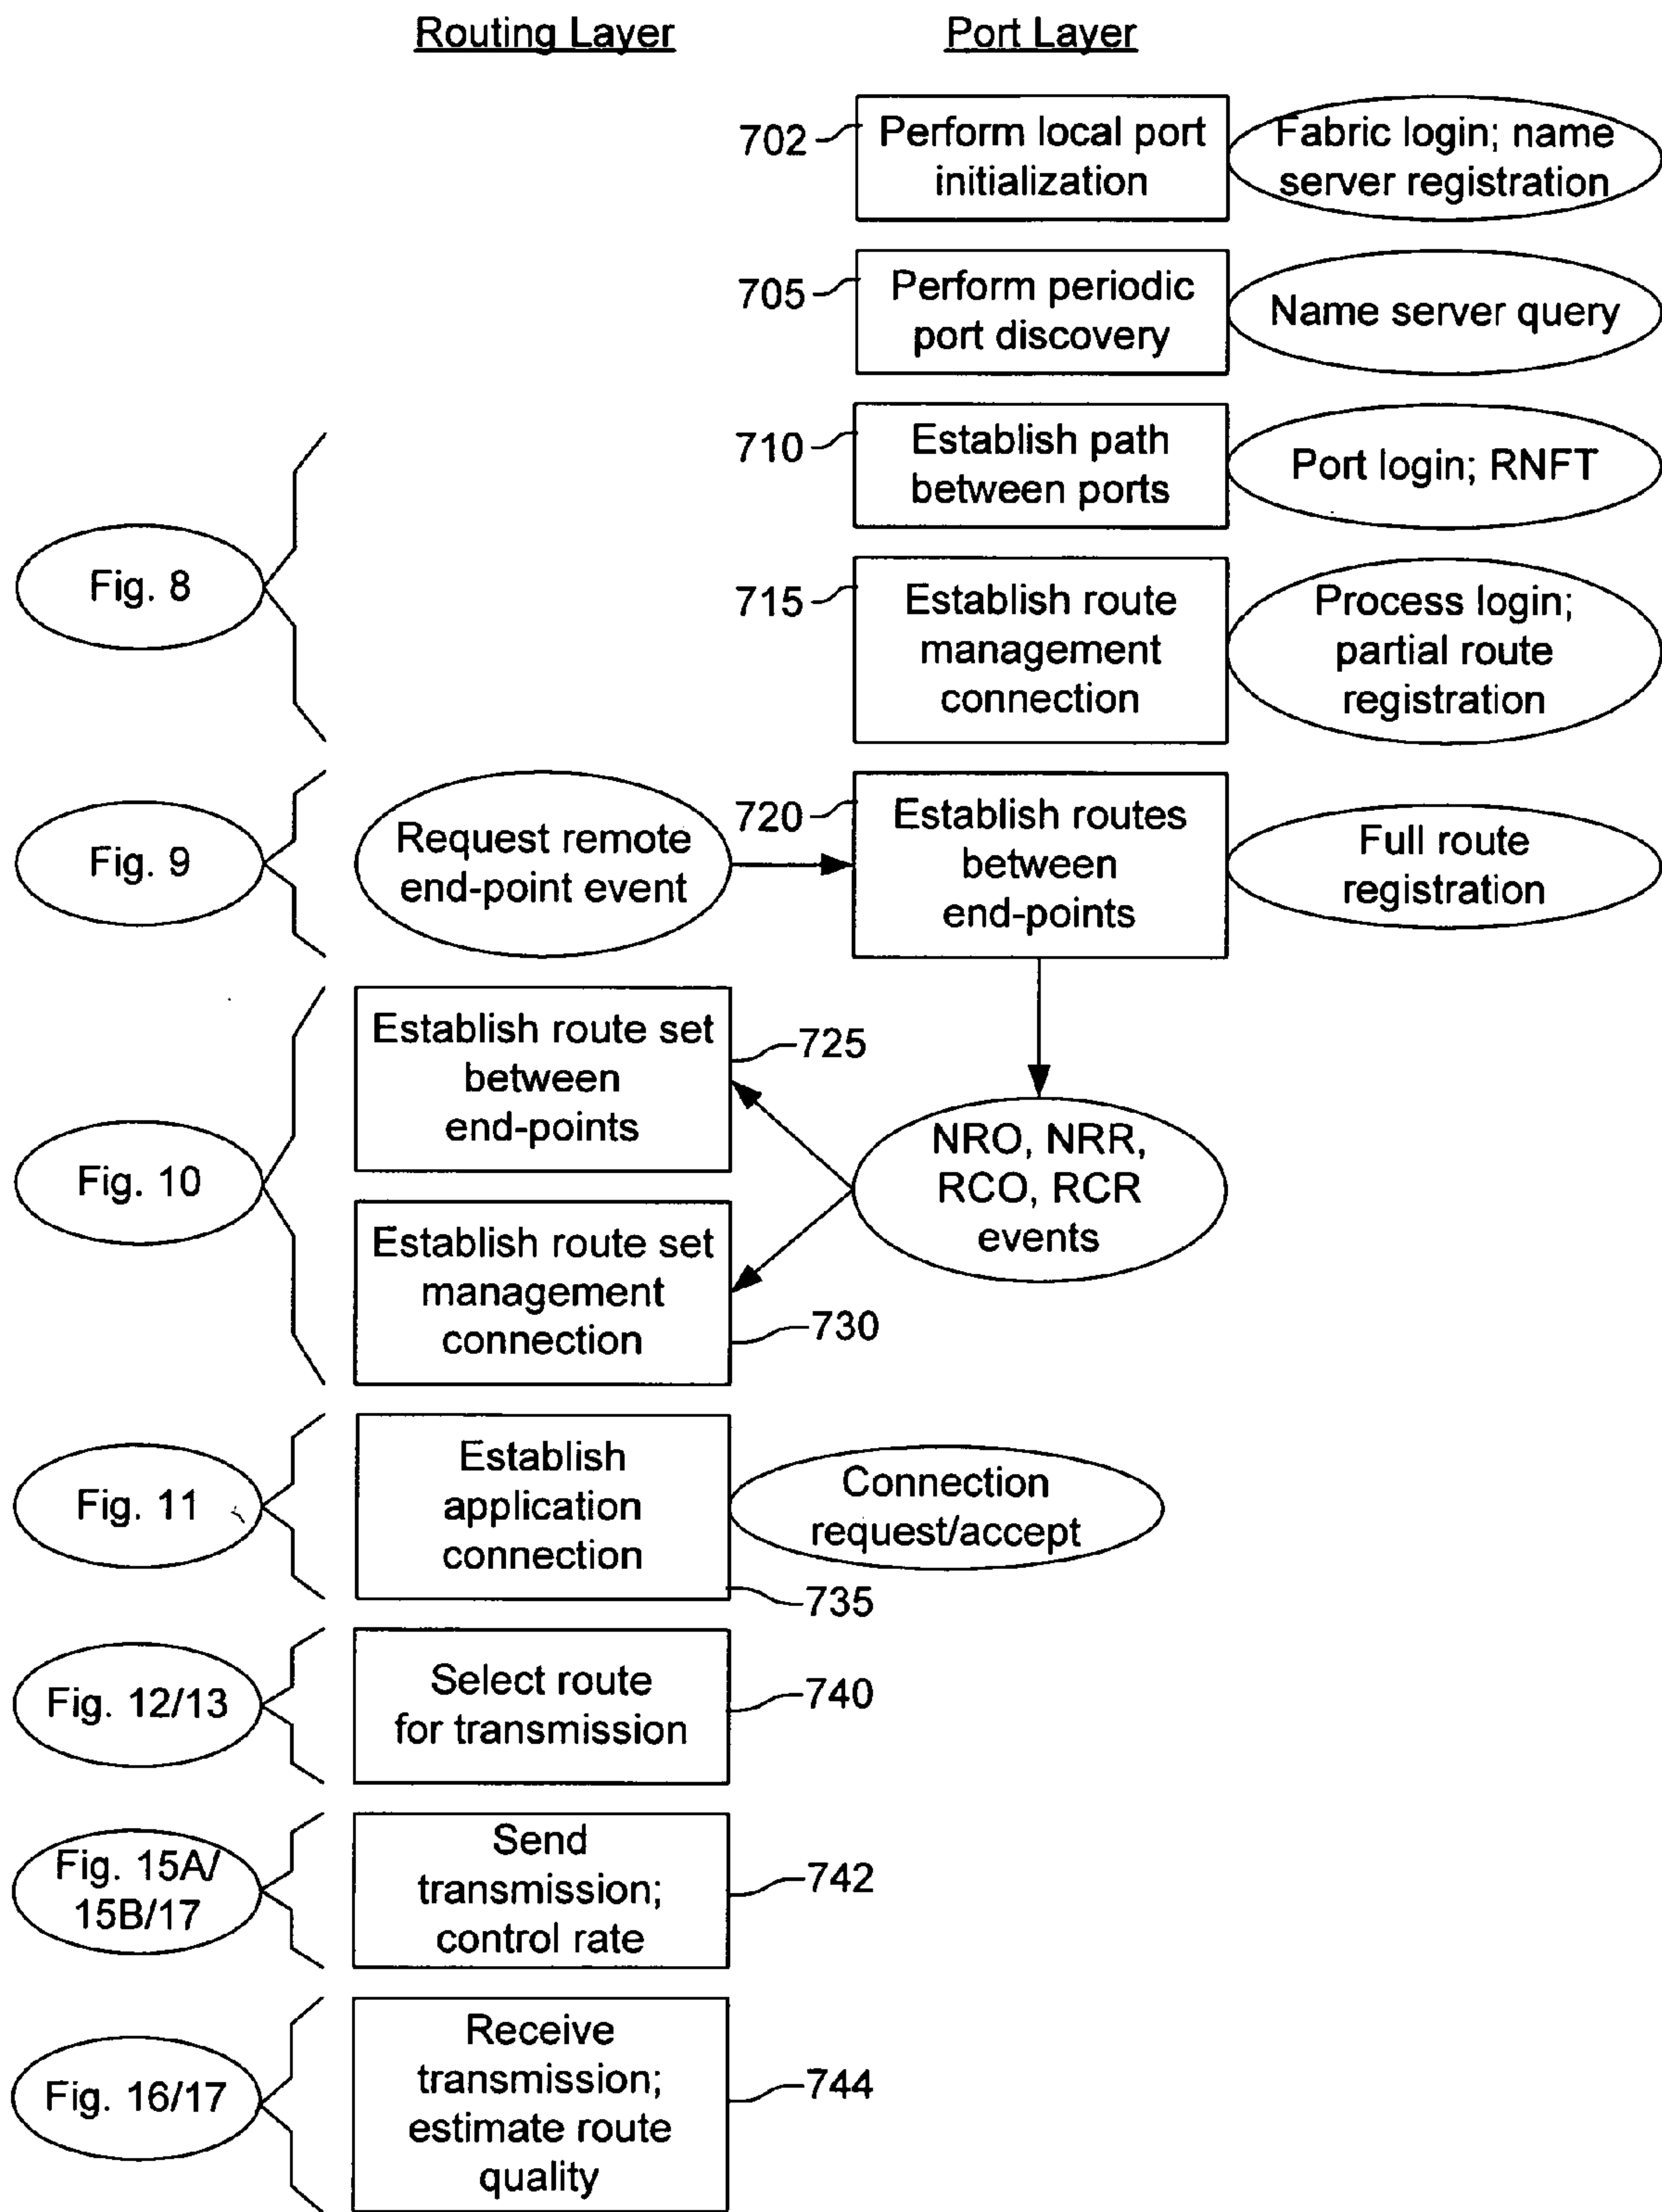 Routing Layer
Port Layer
702
Perform local port
initialization
Fabric login; name
server registration
705
Perform periodic
port discovery
Name server query
710
Establish path
between ports
Port login; RNFT
Fig. 8
715
Establish route
management
connection
Process login;
partial route
registration
Fig. 9
Request remote
end-point event
720
Establish routes
between
end-points
Full route
registration
Fig. 10
Establish route set
between
end-points
725
NRO, NRR,
RCO, RCR
events
Establish route set
management
connection
730
Fig. 11
Establish
application
connection
735
Connection
request/accept
Fig. 12/13
Select route
for transmission
740
Fig. 15A/
15B/17
Send
transmission;
control rate
742
Fig. 16/17
Receive
transmission;
estimate route
quality
744